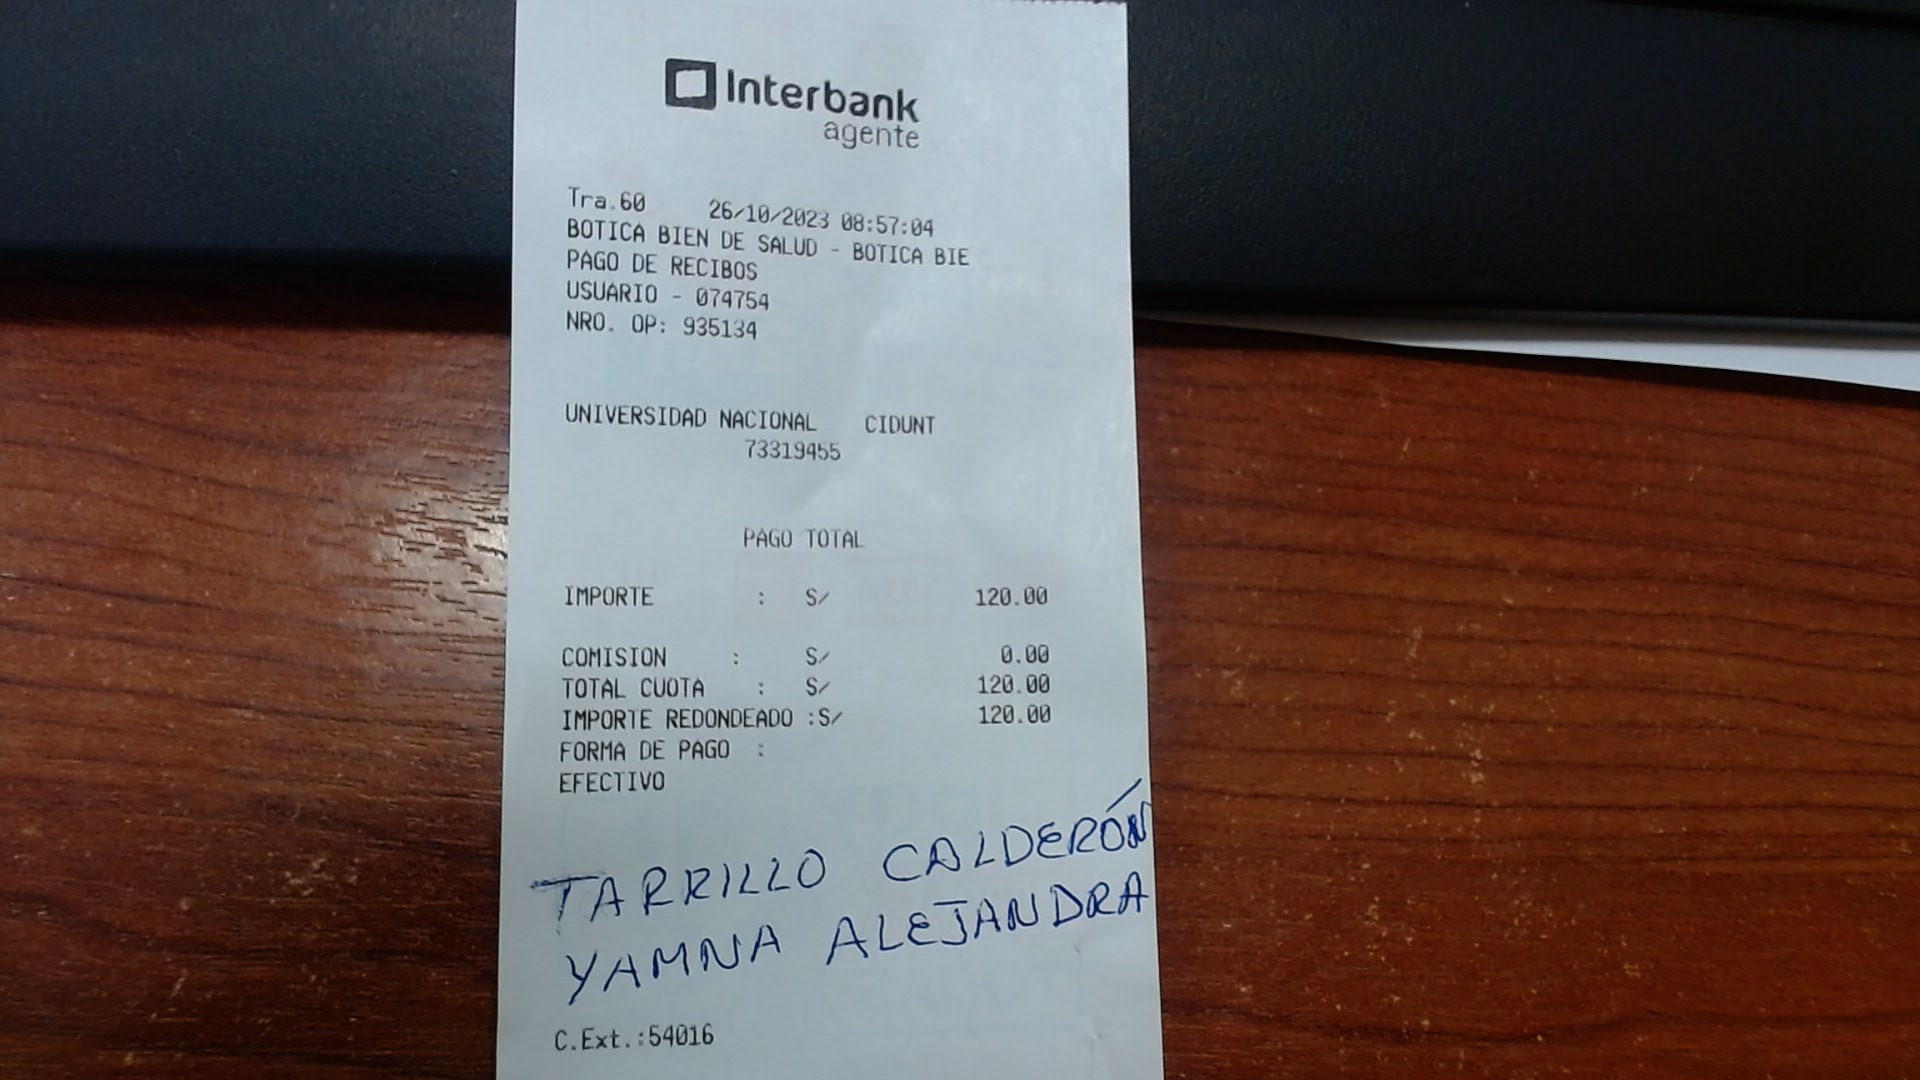 Interbank
agente
Tra.60 26/10/2023 08:57:04
BOTICA BIEN DE SALUD - BOTICA BIE
PAGO DE RECIBOS
USUARIO - 074754
NRO. OP: 935134
UNIVERSIDAD NACIONAL CIDUNT
73319455
PAGO TOTAL
IMPORTE : S/ 120.00
COMISION : S/ 0.00
TOTAL CUOTA : S/ 120.00
IMPORTE REDONDEADO :S/ 120.00
FORMA DE PAGO :
EFECTIVO
TARRILLO CALDERÓN
YAMNA ALEJANDRA
C.Ext.:54016